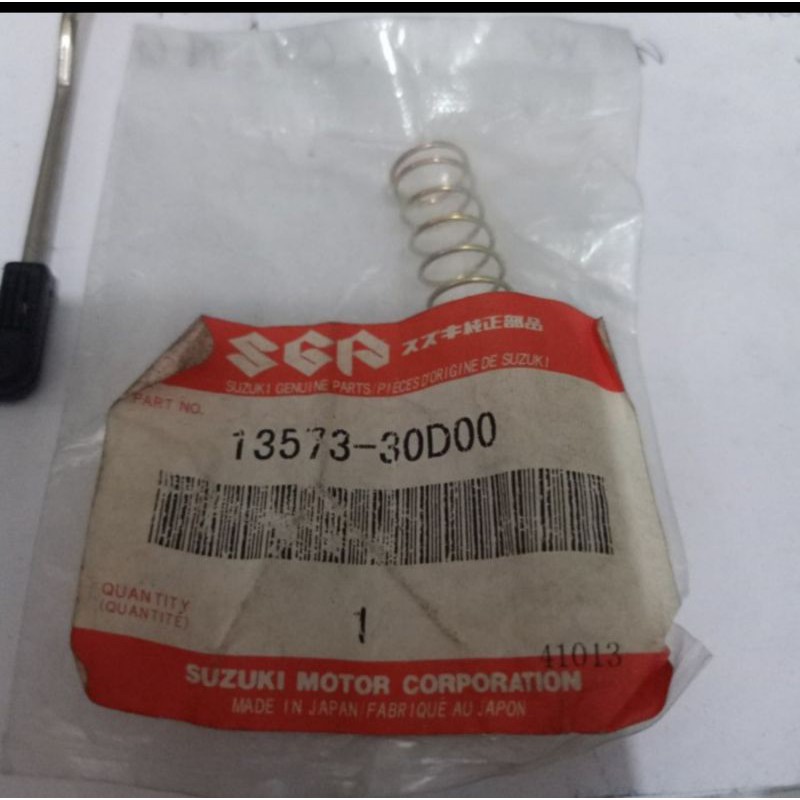 SGP スズキ純正部品
SUZUKI GENUINE PARTS/PIÈCES D'ORIGINE DE SUZUKI
PART NO.
13573-30D00
QUANTITY
(QUANTITÉ)
1
41013
SUZUKI MOTOR CORPORATION
MADE IN JAPAN/FABRIQUÉ AU JAPON